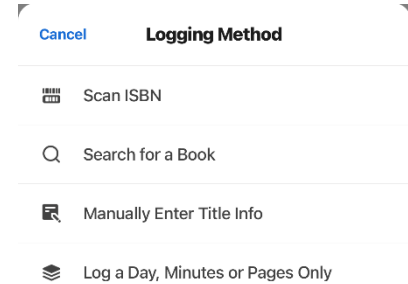 Cancel Logging Method
Scan ISBN
Search for a Book
Manually Enter Title Info
Log a Day, Minutes or Pages Only